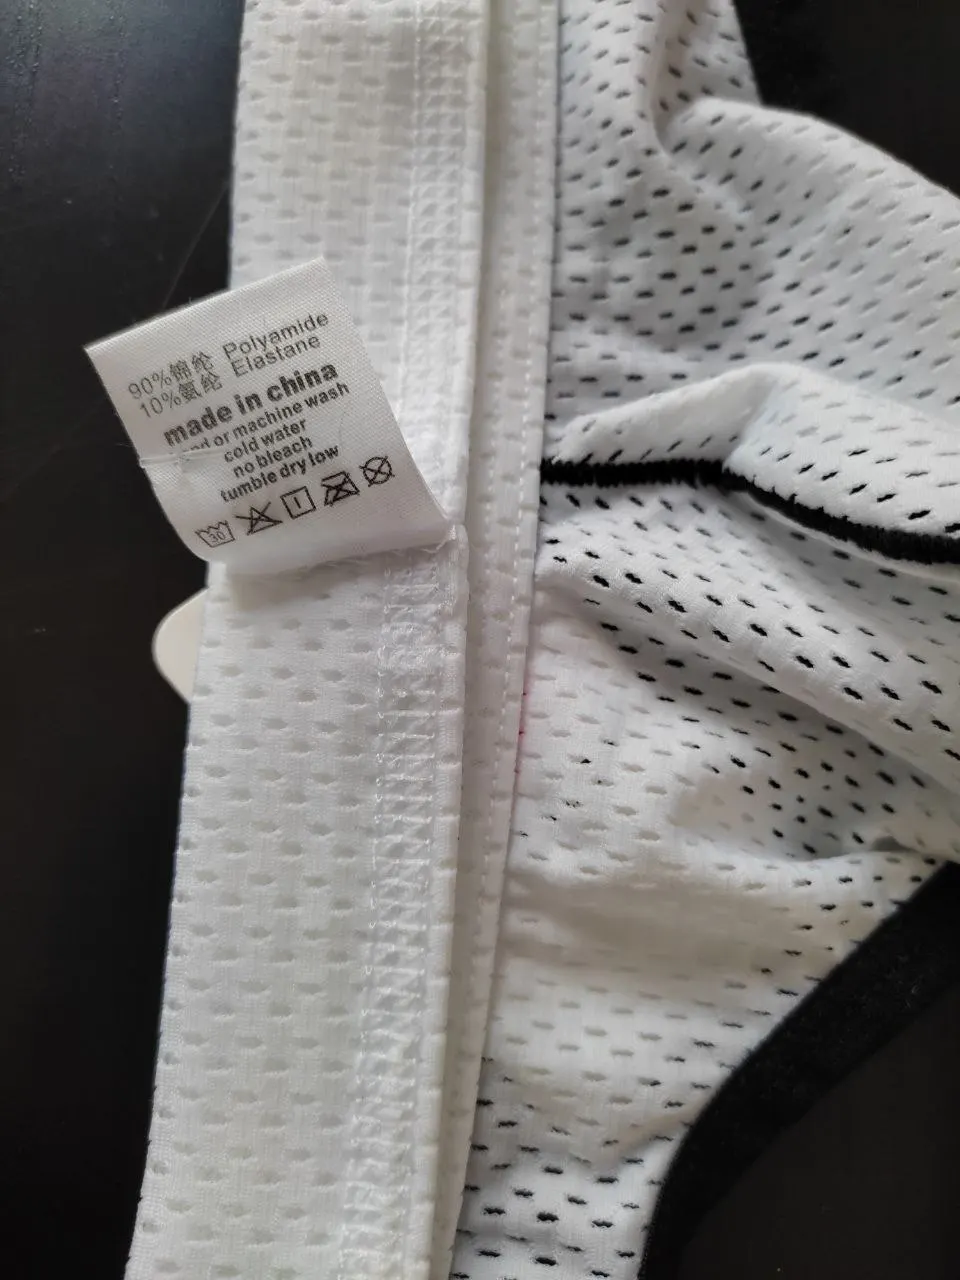 90%锦纶 Polyamide
10%氨纶 Elastane
made in china
or machine wash
cold water
no bleach
tumble dry low
30